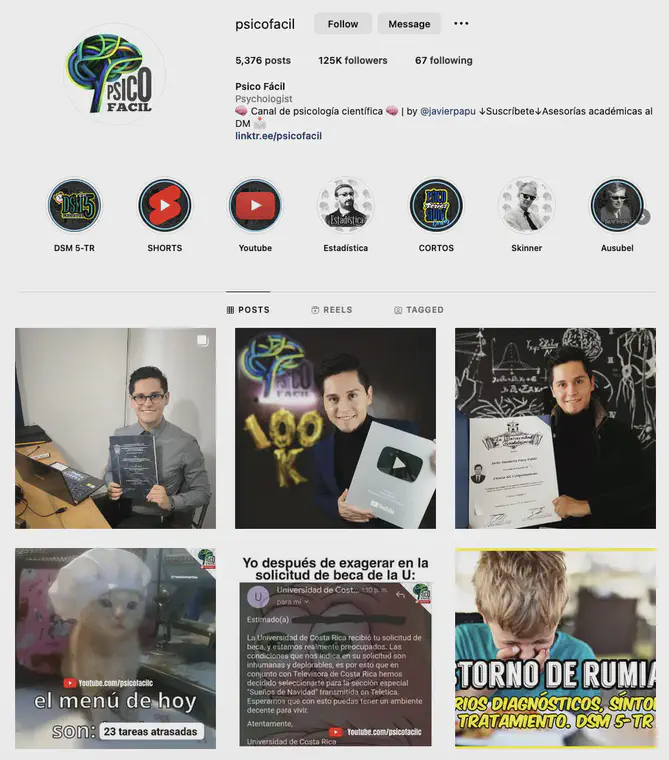 psicofacil
Follow
Message
5,376 posts
125K followers
67 following
Psico Fácil
Psychologist
🧠 Canal de psicología científica 🧠 | by @javierpapu ↓Suscríbete↓Asesorías académicas al
DM 📩
linktr.ee/psicofacil
PSICO
FACIL
DSM 5-TR
SHORTS
Youtube
Estadística
CORTOS
Skinner
Ausubel
POSTS
REELS
TAGGED
PSICO
FACIL
100
K
YouTube
Youtube.com/psicofacilc
el menú de hoy
son: 23 tareas atrasadas
Yo después de exagerar en la
solicitud de beca de la U:
U
Universidad de Cost... 1:30 p. m.
para mí
Estimado(a)
La Universidad de Costa Rica recibió tu solicitud de
beca, y estamos realmente preocupados. Las
condiciones que nos indica en su solicitud son
inhumanas y deplorables, es por esto que en
conjunto con Televisora de Costa Rica hemos
decidido seleccionarte para la sección especial
"Sueños de Navidad" transmitida en Teletica.
Esperamos que con esto puedas tener un ambiente
decente para vivir.
Atentamente,
Universidad de Costa Rica
Youtube.com/psicofacilc
STORNO DE RUMIA
RIOS DIAGNÓSTICOS, SÍNTO
TRATAMIENTO. DSM 5-TR